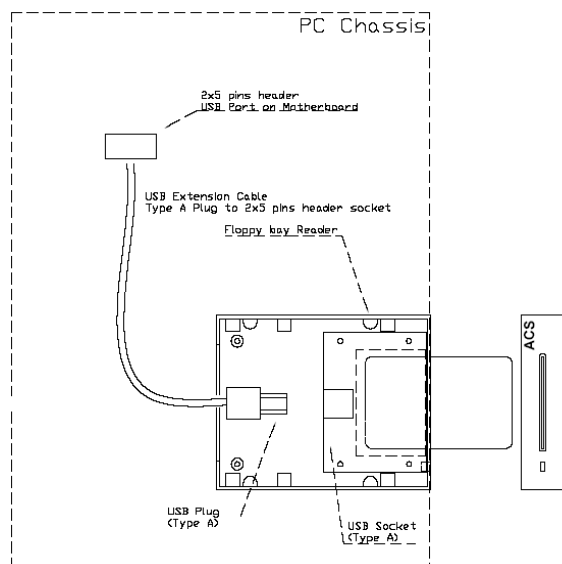 PC Chassis
2x5 pins header
USB Port on Motherboard
USB Extension Cable
Type A Plug to 2x5 pins header socket
Floppy bay Reader
ACS
USB Plug
(Type A)
USB Socket
(Type A)